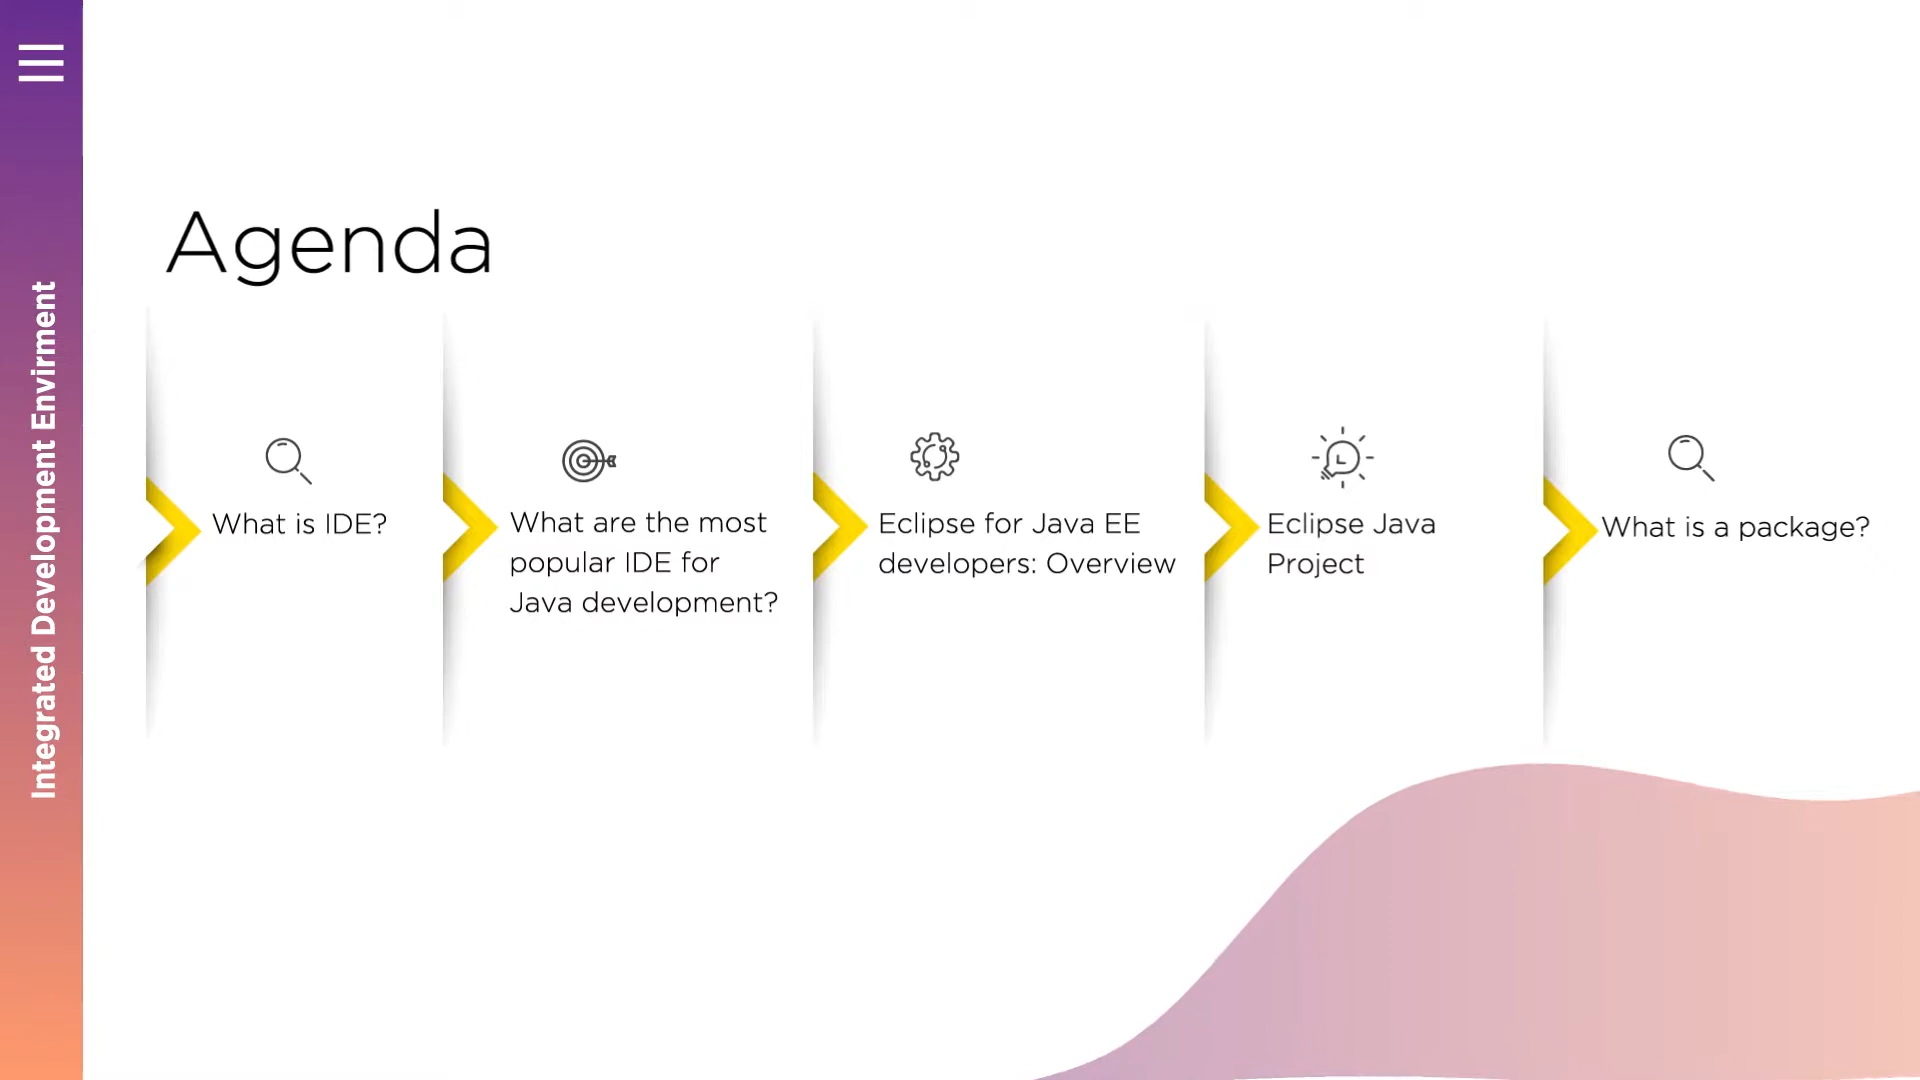 Integrated Development Envirment
Agenda
What is IDE?
What are the most
popular IDE for
Java development?
Eclipse for Java EE
developers: Overview
Eclipse Java
Project
What is a package?